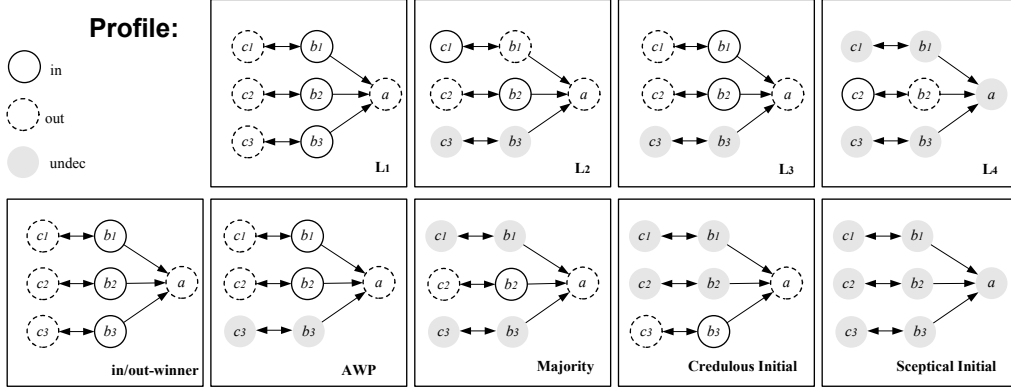 Profile:
in
out
undec
c1 b1
c2 b2 a
c3 b3
L1
c1 b1
c2 b2 a
c3 b3
L2
c1 b1
c2 b2 a
c3 b3
L3
c1 b1
c2 b2 a
c3 b3
L4
c1 b1
c2 b2 a
c3 b3
in/out-winner
c1 b1
c2 b2 a
c3 b3
AWP
c1 b1
c2 b2 a
c3 b3
Majority
c1 b1
c2 b2 a
c3 b3
Credulous Initial
c1 b1
c2 b2 a
c3 b3
Sceptical Initial